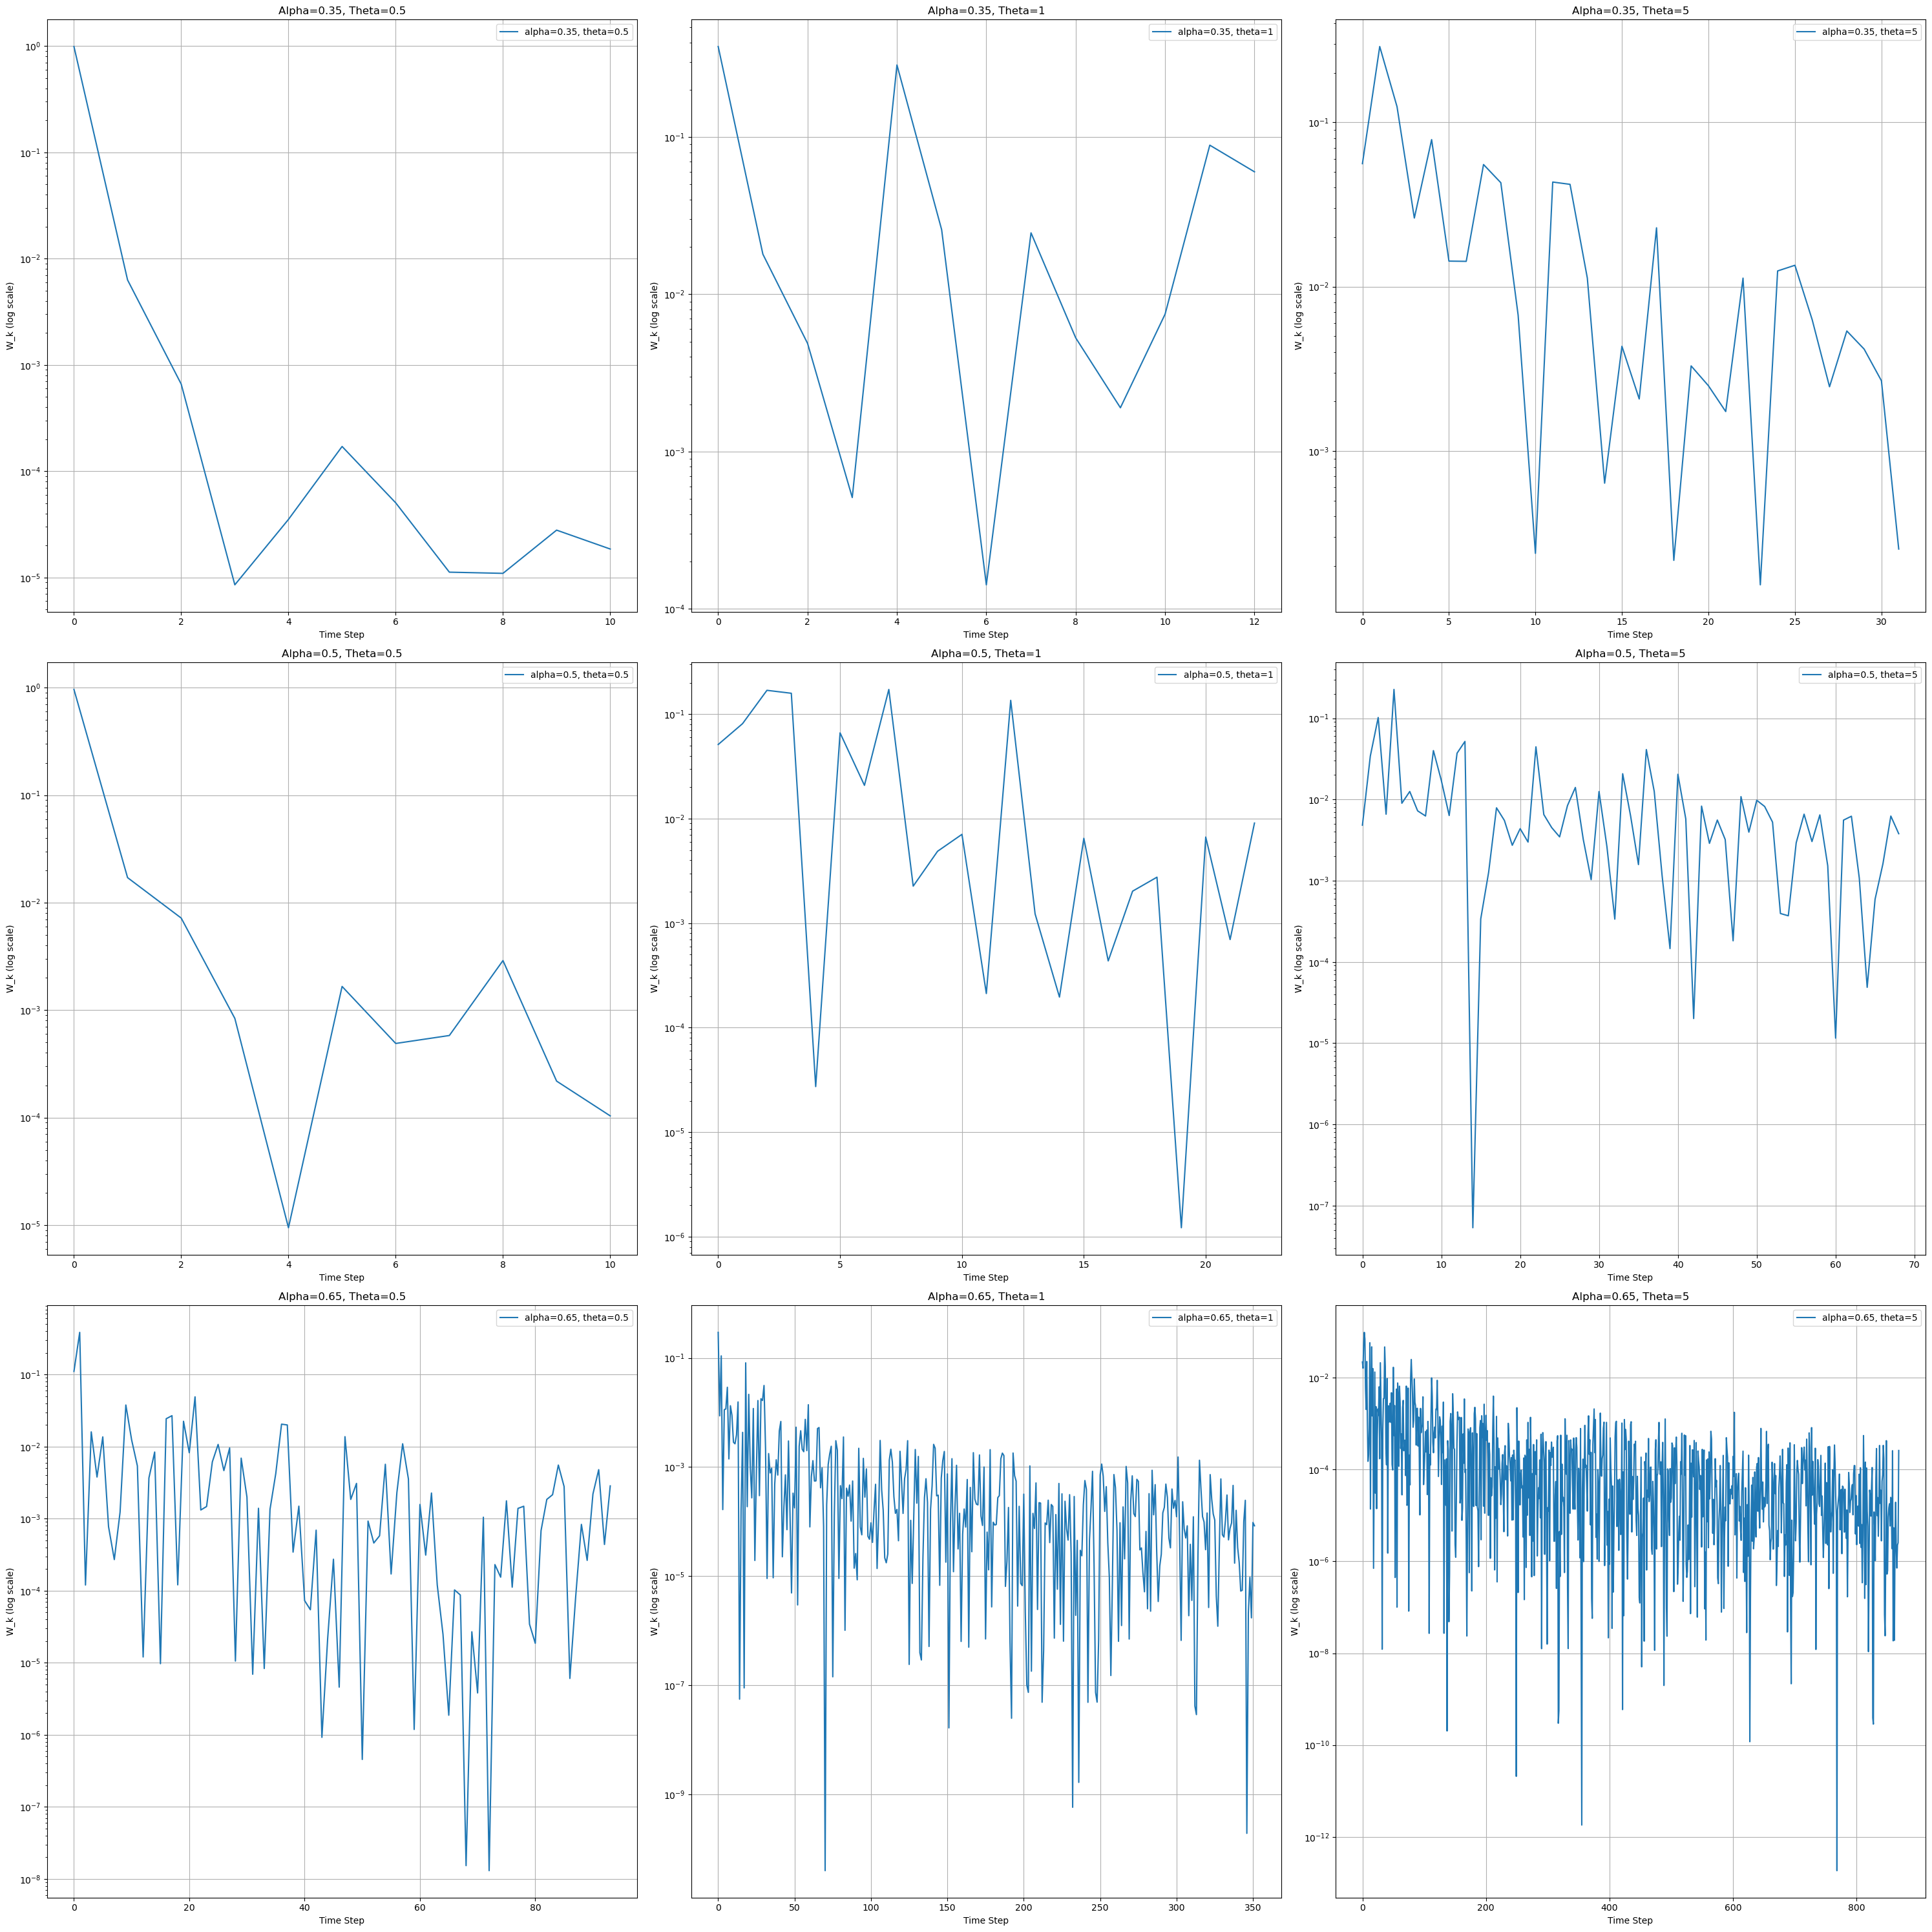 Alpha=0.35, Theta=0.5
alpha=0.35, theta=0.5
W_k (log scale)
10⁰
10⁻¹
10⁻²
10⁻³
10⁻⁴
10⁻⁵
0 2 4 6 8 10
Time Step
Alpha=0.35, Theta=1
alpha=0.35, theta=1
W_k (log scale)
10⁻¹
10⁻²
10⁻³
10⁻⁴
0 2 4 6 8 10 12
Time Step
Alpha=0.35, Theta=5
alpha=0.35, theta=5
W_k (log scale)
10⁻¹
10⁻²
10⁻³
0 5 10 15 20 25 30
Time Step
Alpha=0.5, Theta=0.5
alpha=0.5, theta=0.5
W_k (log scale)
10⁰
10⁻¹
10⁻²
10⁻³
10⁻⁴
10⁻⁵
0 2 4 6 8 10
Time Step
Alpha=0.5, Theta=1
alpha=0.5, theta=1
W_k (log scale)
10⁻¹
10⁻²
10⁻³
10⁻⁴
10⁻⁵
10⁻⁶
0 5 10 15 20
Time Step
Alpha=0.5, Theta=5
alpha=0.5, theta=5
W_k (log scale)
10⁻¹
10⁻²
10⁻³
10⁻⁴
10⁻⁵
10⁻⁶
10⁻⁷
0 10 20 30 40 50 60 70
Time Step
Alpha=0.65, Theta=0.5
alpha=0.65, theta=0.5
W_k (log scale)
10⁻¹
10⁻²
10⁻³
10⁻⁴
10⁻⁵
10⁻⁶
10⁻⁷
10⁻⁸
0 20 40 60 80
Time Step
Alpha=0.65, Theta=1
alpha=0.65, theta=1
W_k (log scale)
10⁻¹
10⁻³
10⁻⁵
10⁻⁷
10⁻⁹
0 50 100 150 200 250 300 350
Time Step
Alpha=0.65, Theta=5
alpha=0.65, theta=5
W_k (log scale)
10⁻²
10⁻⁴
10⁻⁶
10⁻⁸
10⁻¹⁰
10⁻¹²
0 200 400 600 800
Time Step